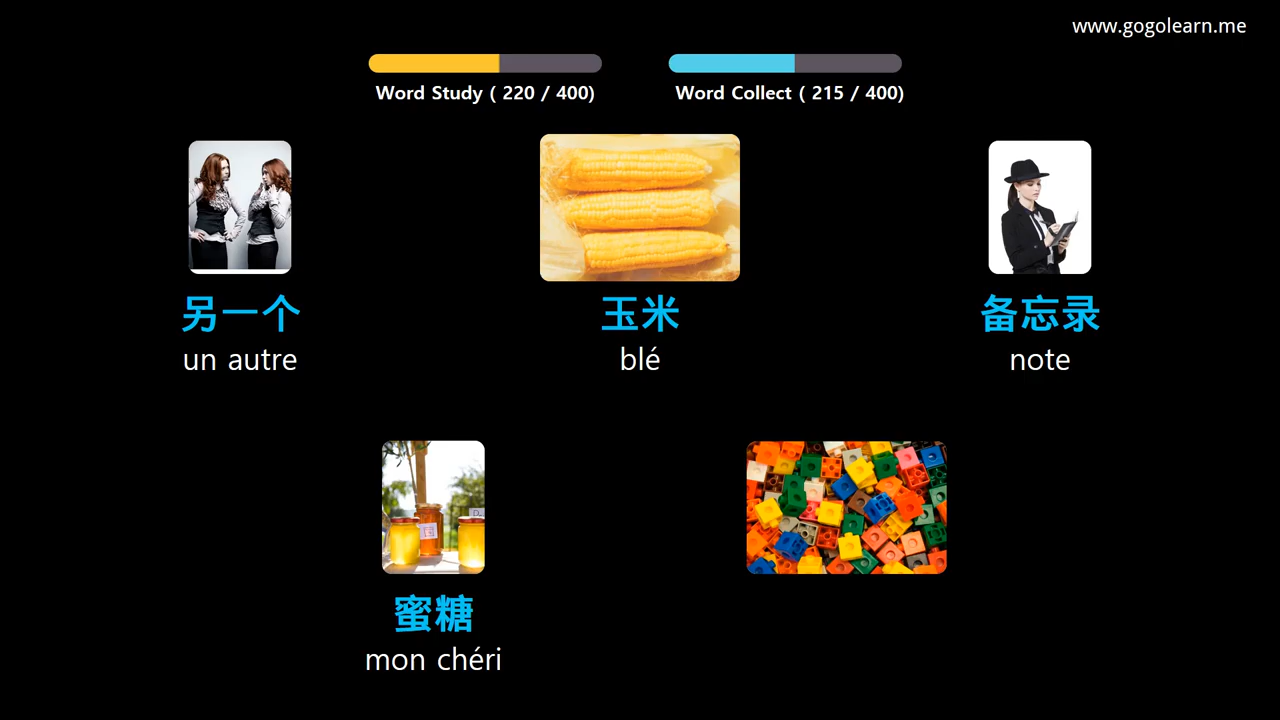 www.gogolearn.me
Word Study ( 220 / 400)
Word Collect ( 215 / 400)
另一个
un autre
玉米
blé
备忘录
note
蜜糖
mon chéri